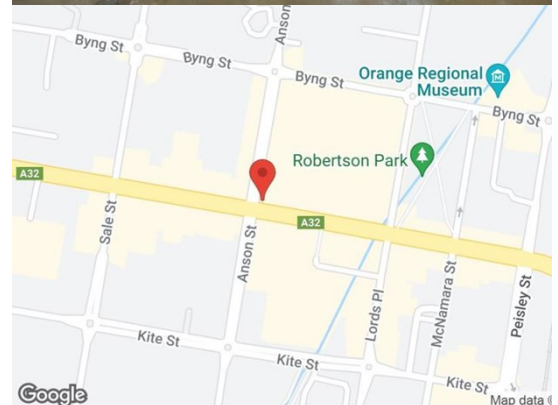 Anson
Byng St
Byng St
Byng St
Orange Regional
Museum
Byng St
Robertson Park
A32
A32
Sale St
Anson St
Lords Pl
McNamara St
Peisley St
Kite St
Kite St
Kite St
Google
Map data ©